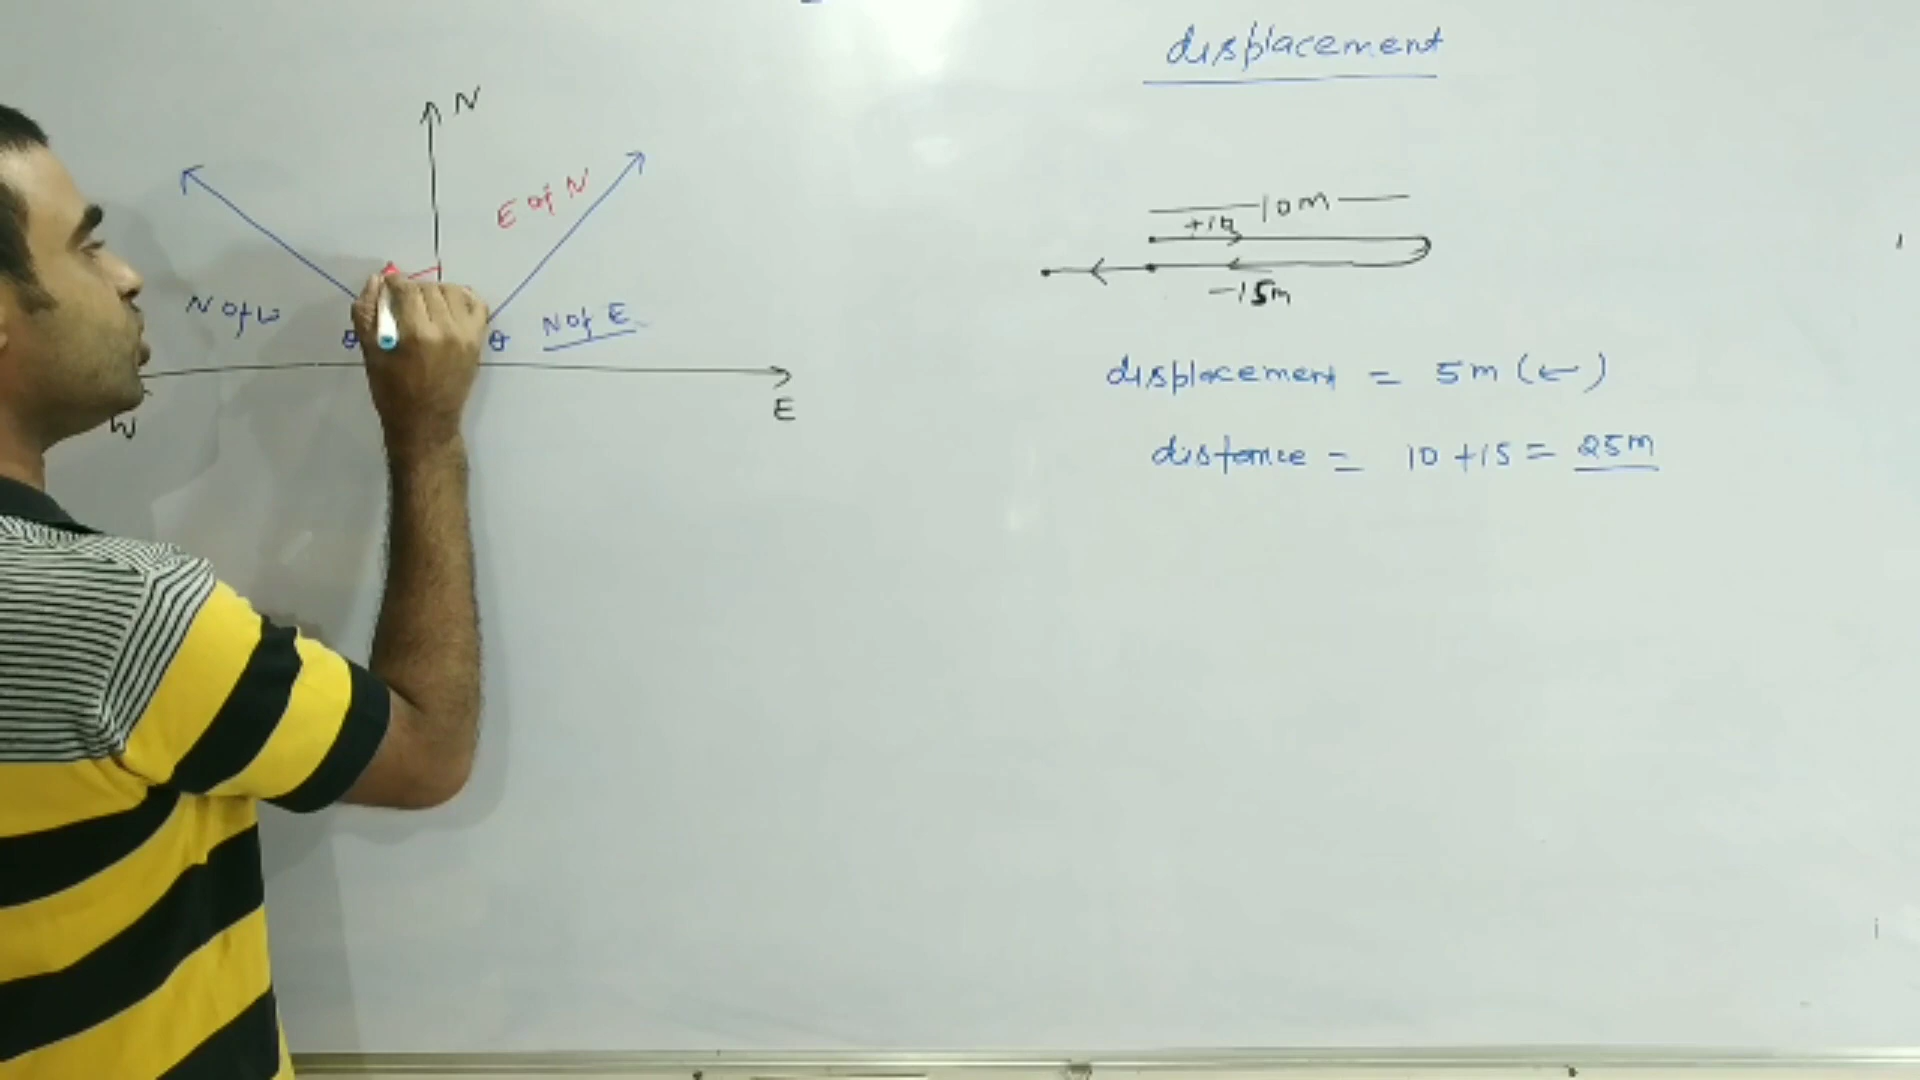 displacement
N
E of N
N of W
θ
θ
N of E
W
E
10m
+10
-15m
displacement = 5m (←)
distance = 10 + 15 = 25m